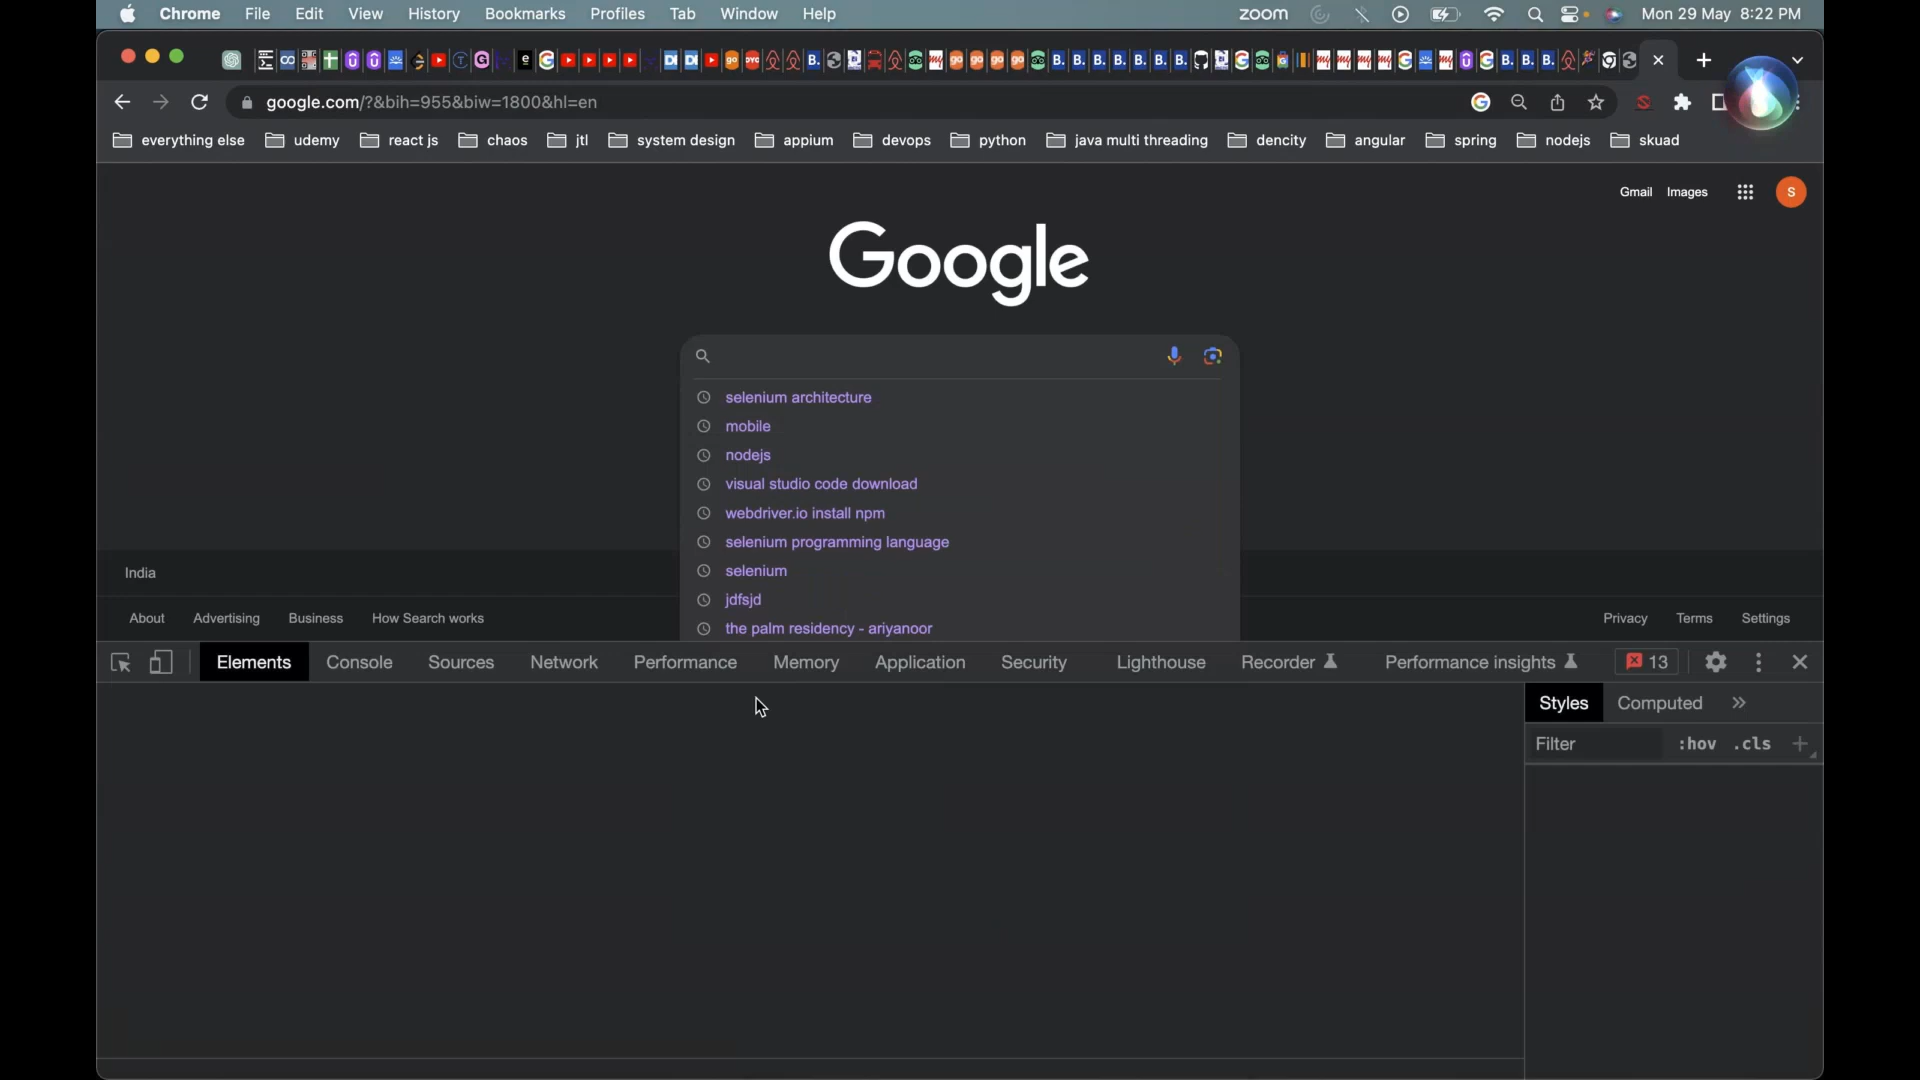 Chrome File Edit View History Bookmarks Profiles Tab Window Help zoom Mon 29 May 8:22 PM
google.com/?&bih=955&biw=1800&hl=en
everything else udemy react js chaos jtl system design appium devops python java multi threading dencity angular spring nodejs skuad
Gmail Images S
Google
selenium architecture
mobile
nodejs
visual studio code download
webdriver.io install npm
selenium programming language
selenium
jdfsjd
the palm residency - ariyanoor
India
About Advertising Business How Search works Privacy Terms Settings
Elements Console Sources Network Performance Memory Application Security Lighthouse Recorder Performance insights 13
Styles Computed
Filter :hov .cls